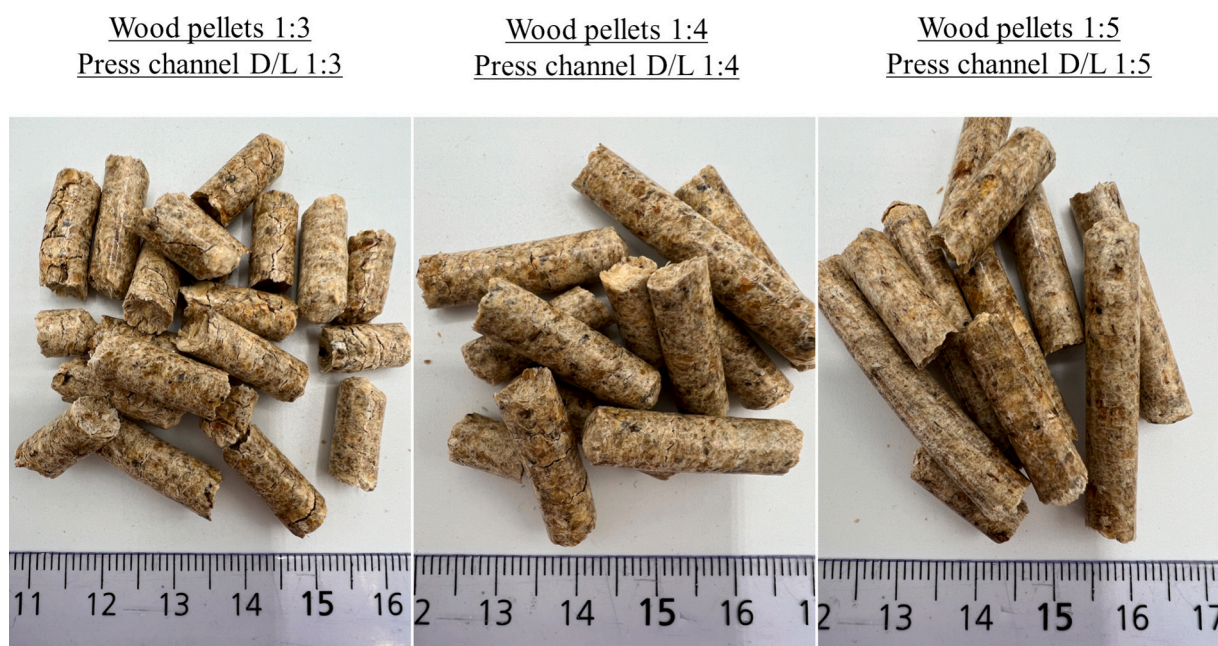 Wood pellets 1:3
Press channel D/L 1:3
Wood pellets 1:4
Press channel D/L 1:4
Wood pellets 1:5
Press channel D/L 1:5
11 12 13 14 15 16
2 13 14 15 16 1
12 13 14 15 16 17